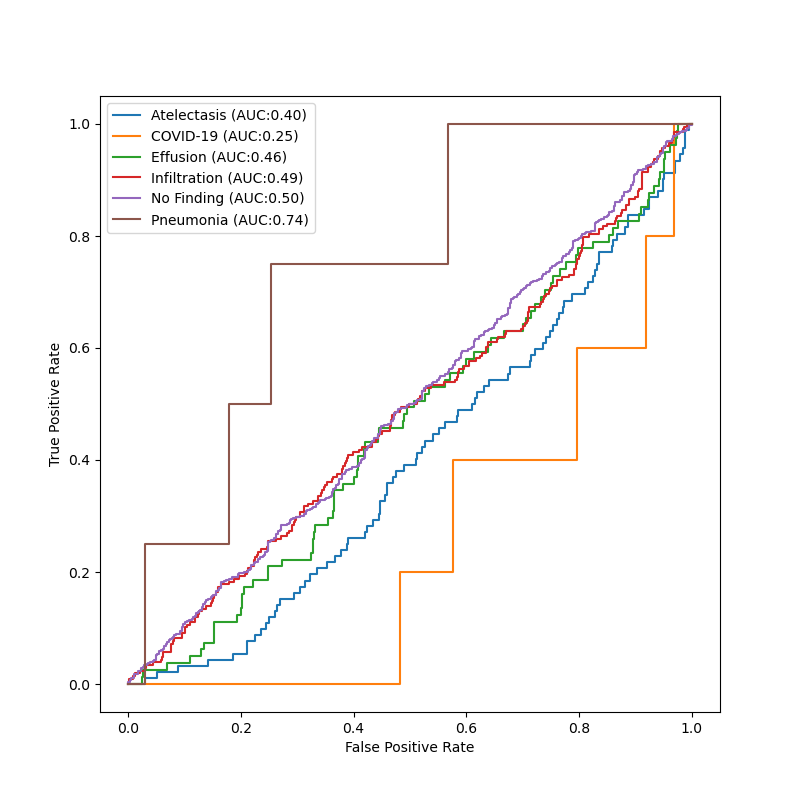 Atelectasis (AUC:0.40)
COVID-19 (AUC:0.25)
Effusion (AUC:0.46)
Infiltration (AUC:0.49)
No Finding (AUC:0.50)
Pneumonia (AUC:0.74)
1.0
0.8
0.6
0.4
0.2
0.0
True Positive Rate
0.0 0.2 0.4 0.6 0.8 1.0
False Positive Rate